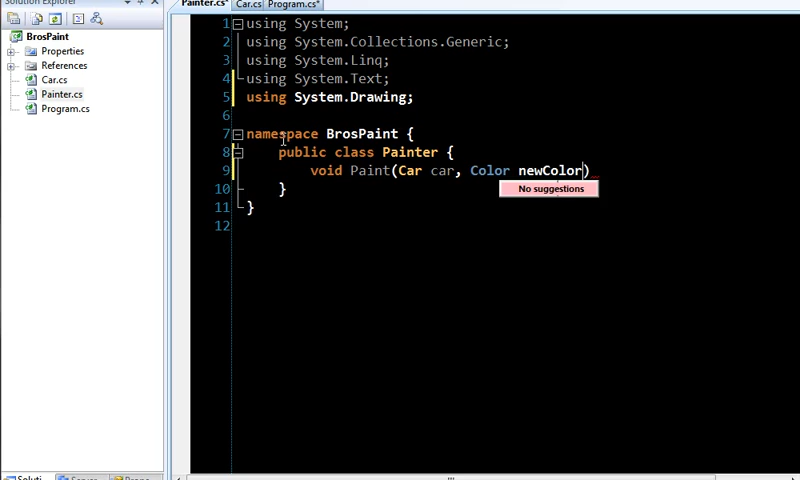 Solution Explorer
Painter.cs* Car.cs Program.cs*
BrosPaint
Properties
References
Car.cs
Painter.cs
Program.cs
1 using System;
2 using System.Collections.Generic;
3 using System.Linq;
4 using System.Text;
5 using System.Drawing;
6
7 namespace BrosPaint {
8 public class Painter {
9 void Paint(Car car, Color newColor)
No suggestions
10 }
11 }
12
Soluti...